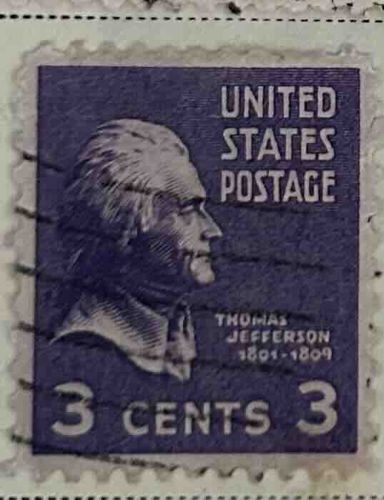 UNITED
STATES
POSTAGE
THOMAS
JEFFERSON
1801-1809
3 CENTS 3